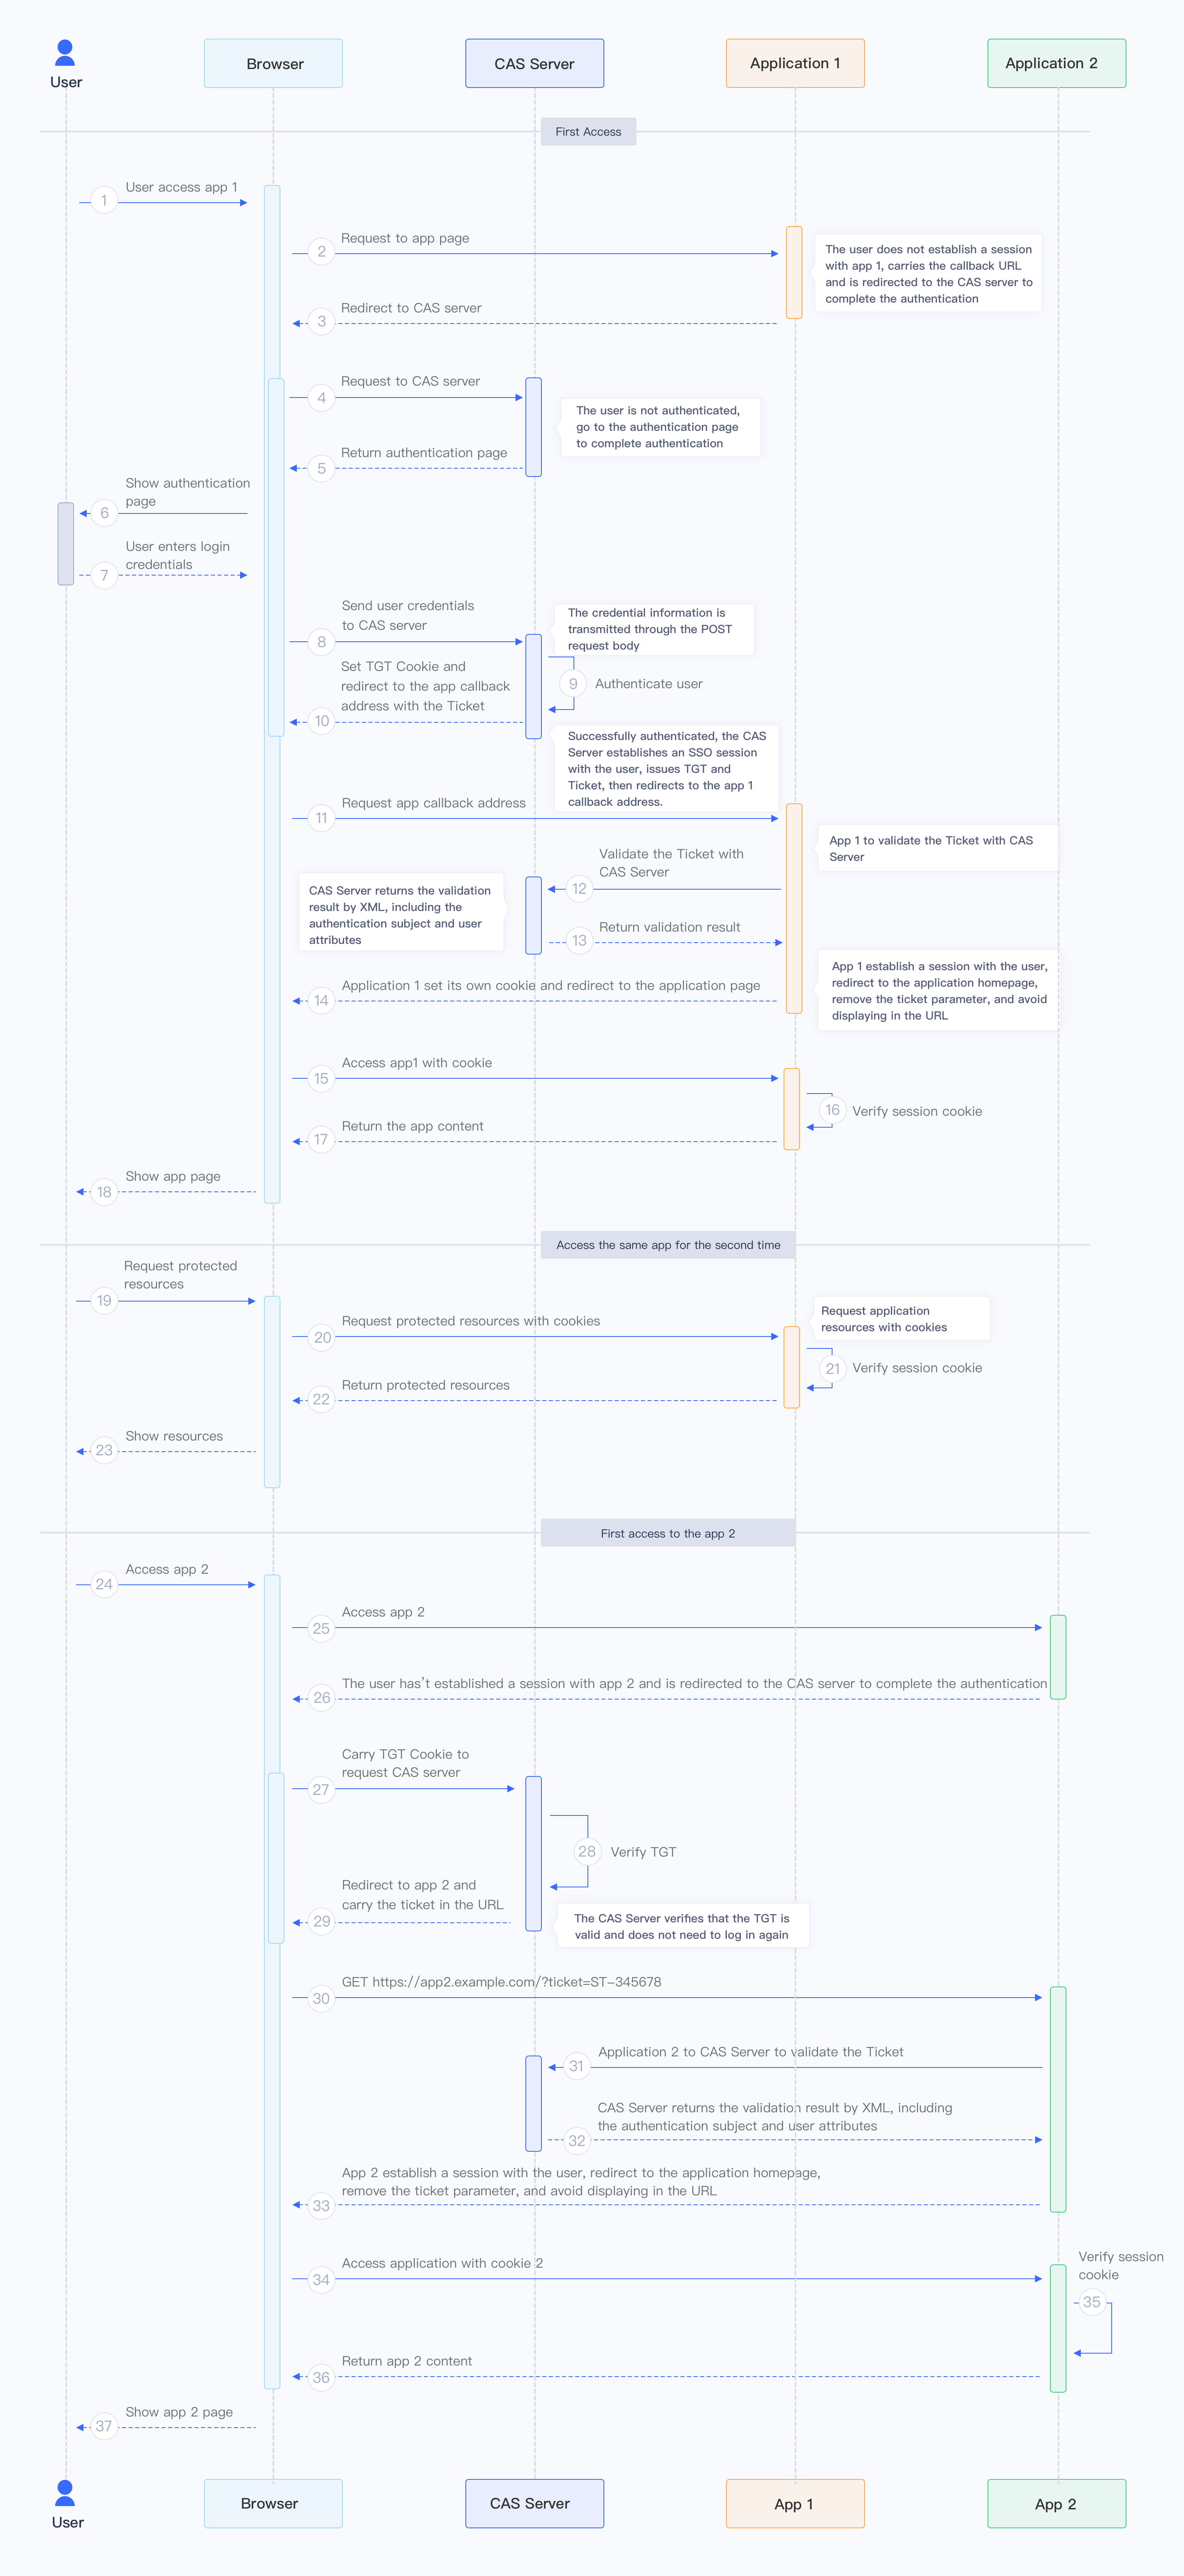 User
Browser
CAS Server
Application 1
Application 2
First Access
User access app 1
1
Request to app page
2
The user does not establish a session
with app 1, carries the callback URL
and is redirected to the CAS server to
complete the authentication
Redirect to CAS server
3
Request to CAS server
4
The user is not authenticated,
go to the authentication page
to complete authentication
Return authentication page
5
Show authentication
page
6
User enters login
credentials
7
Send user credentials
to CAS server
8
The credential information is
transmitted through the POST
request body
Set TGT Cookie and
redirect to the app callback
address with the Ticket
9
Authenticate user
10
Successfully authenticated, the CAS
Server establishes an SSO session
with the user, issues TGT and
Ticket, then redirects to the app 1
callback address.
Request app callback address
11
App 1 to validate the Ticket with CAS
Server
Validate the Ticket with
CAS Server
12
CAS Server returns the validation
result by XML, including the
authentication subject and user
attributes
Return validation result
13
App 1 establish a session with the user,
redirect to the application homepage,
remove the ticket parameter, and avoid
displaying in the URL
Application 1 set its own cookie and redirect to the application page
14
Access app1 with cookie
15
16
Verify session cookie
Return the app content
17
Show app page
18
Access the same app for the second time
Request protected
resources
19
Request application
resources with cookies
Request protected resources with cookies
20
21
Verify session cookie
Return protected resources
22
Show resources
23
First access to the app 2
Access app 2
24
Access app 2
25
The user has't established a session with app 2 and is redirected to the CAS server to complete the authentication
26
Carry TGT Cookie to
request CAS server
27
28
Verify TGT
Redirect to app 2 and
carry the ticket in the URL
29
The CAS Server verifies that the TGT is
valid and does not need to log in again
GET https://app2.example.com/?ticket=ST-345678
30
Application 2 to CAS Server to validate the Ticket
31
CAS Server returns the validation result by XML, including
the authentication subject and user attributes
32
App 2 establish a session with the user, redirect to the application homepage,
remove the ticket parameter, and avoid displaying in the URL
33
Access application with cookie 2
34
Verify session
cookie
35
Return app 2 content
36
Show app 2 page
37
User
Browser
CAS Server
App 1
App 2